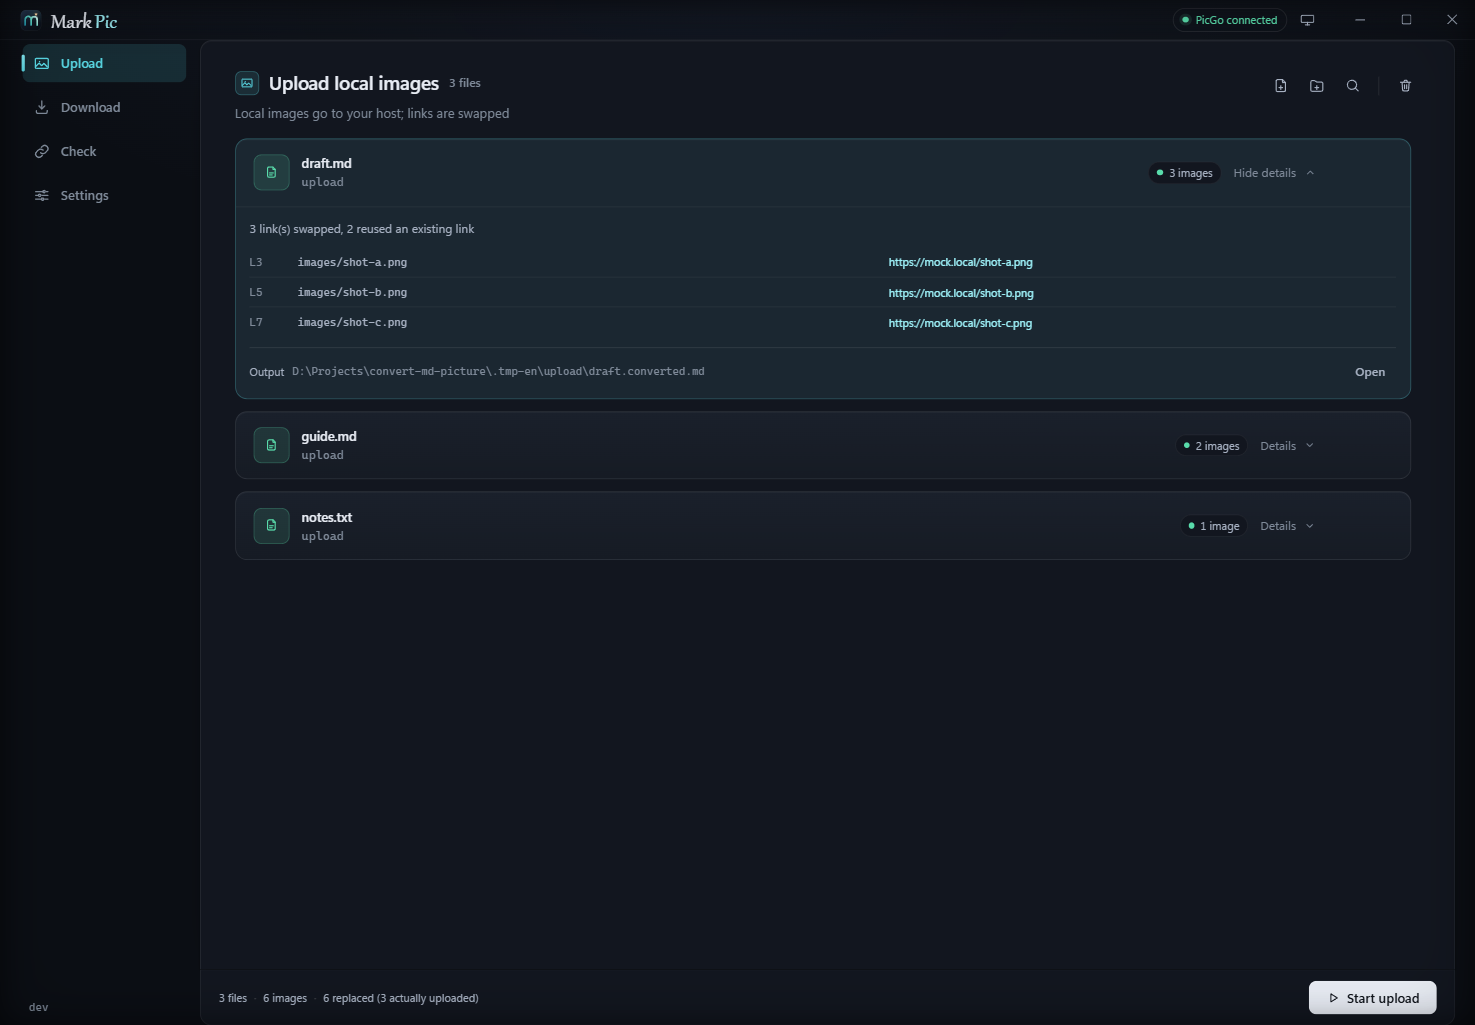 Mark Pic
PicGo connected
Upload
Download
Check
Settings
dev
Upload local images 3 files
Local images go to your host; links are swapped
draft.md
upload
3 images Hide details
3 link(s) swapped, 2 reused an existing link
L3 images/shot-a.png https://mock.local/shot-a.png
L5 images/shot-b.png https://mock.local/shot-b.png
L7 images/shot-c.png https://mock.local/shot-c.png
Output D:\Projects\convert-md-picture\.tmp-en\upload\draft.converted.md Open
guide.md
upload
2 images Details
notes.txt
upload
1 image Details
3 files · 6 images · 6 replaced (3 actually uploaded)
Start upload